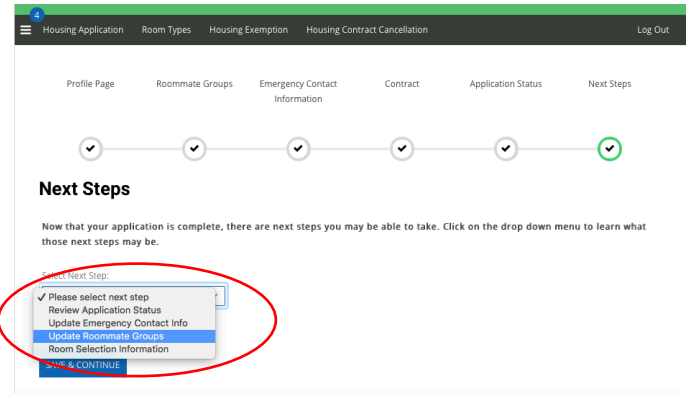 4
Housing Application Room Types Housing Exemption Housing Contract Cancellation Log Out
Profile Page Roommate Groups Emergency Contact Information Contract Application Status Next Steps
Next Steps
Now that your application is complete, there are next steps you may be able to take. Click on the drop down menu to learn what
those next steps may be.
Select Next Step:
✓ Please select next step
Review Application Status
Update Emergency Contact Info
Update Roommate Groups
Room Selection Information
SAVE & CONTINUE